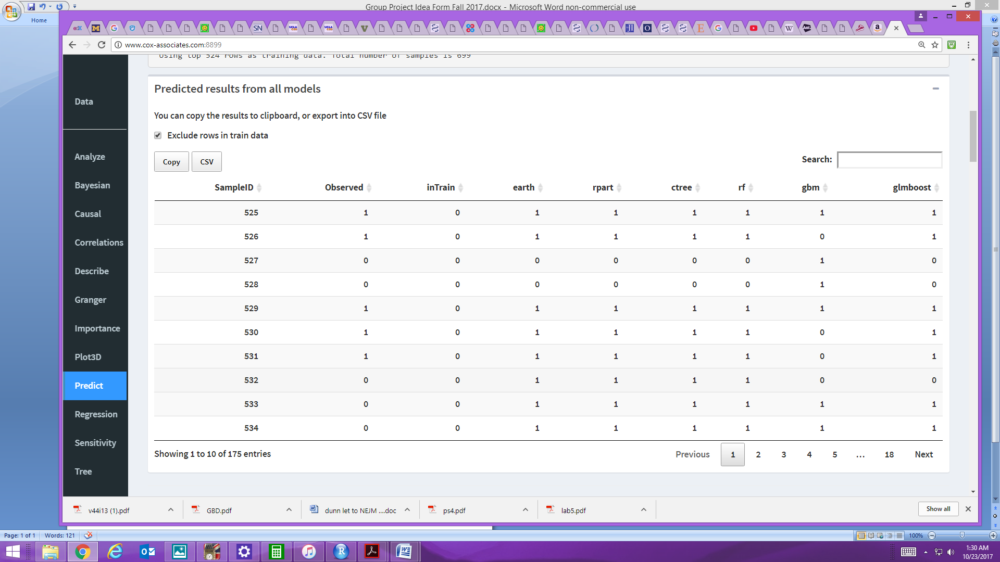 Group Project Idea Form Fall 2017.docx - Microsoft Word non-commercial use
Home
www.cox-associates.com:8899
Using top 524 rows as training data. Total number of samples is 699
Data
Analyze
Bayesian
Causal
Correlations
Describe
Granger
Importance
Plot3D
Predict
Regression
Sensitivity
Tree
Predicted results from all models
You can copy the results to clipboard, or export into CSV file
Exclude rows in train data
Copy CSV Search:
SampleID Observed inTrain earth rpart ctree rf gbm glmboost
525 1 0 1 1 1 1 1 1
526 1 0 1 1 1 1 0 1
527 0 0 0 0 0 0 1 0
528 0 0 0 0 0 0 1 0
529 1 0 1 1 1 1 1 1
530 1 0 1 1 1 1 0 1
531 1 0 1 1 1 1 0 1
532 0 0 1 1 1 1 0 0
533 0 0 1 1 1 1 1 1
534 0 0 1 1 1 1 1 1
Showing 1 to 10 of 175 entries Previous 1 2 3 4 5 … 18 Next
v44i13 (1).pdf GBD.pdf dunn let to NEJM ....doc ps4.pdf lab5.pdf Show all
Page: 1 of 1 Words: 121 100%
1:30 AM
10/23/2017